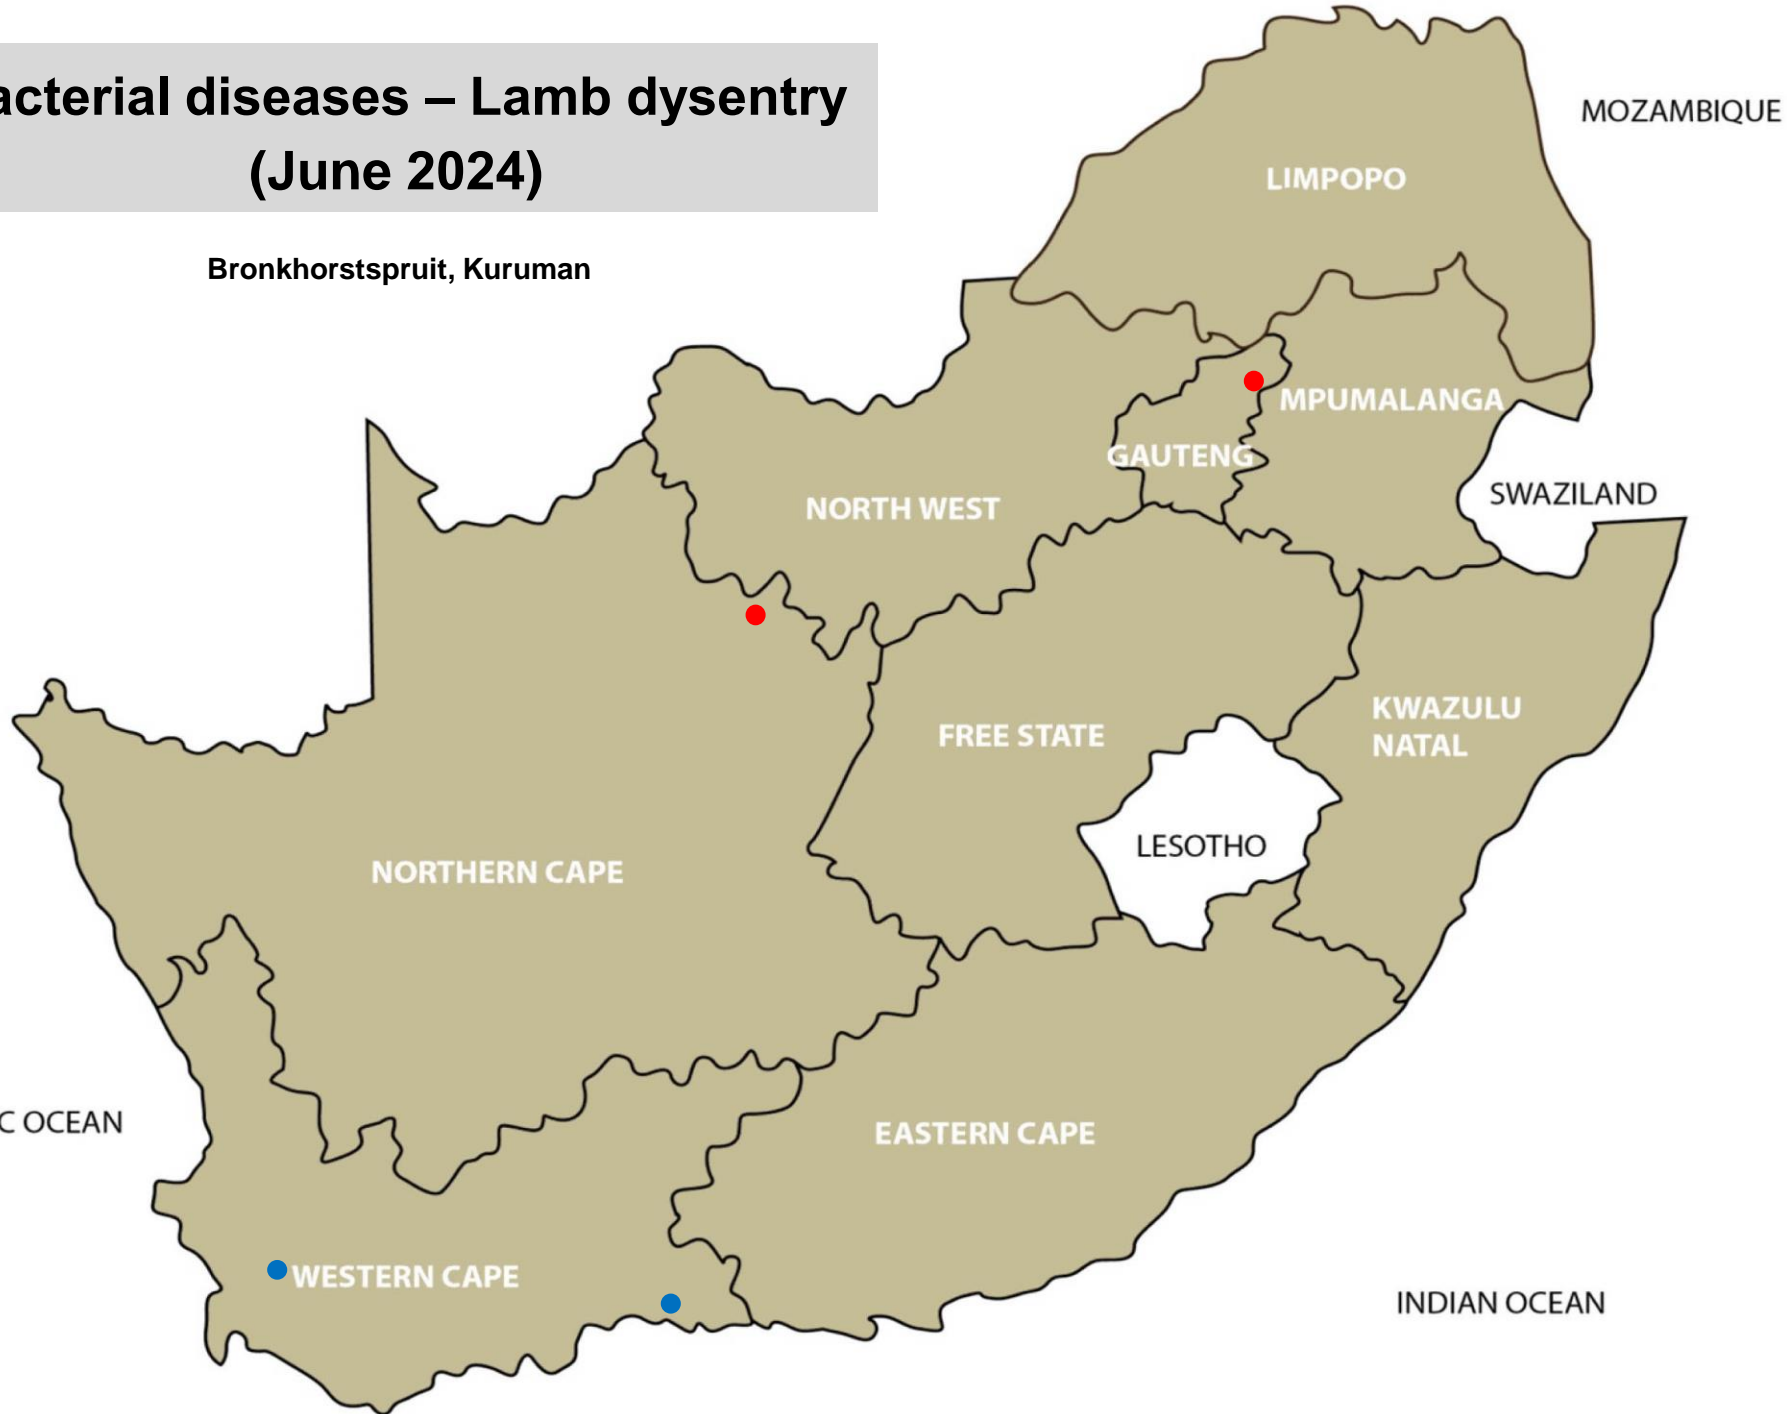 acterial diseases – Lamb dysentry
(June 2024)
Bronkhorstspruit, Kuruman
MOZAMBIQUE
LIMPOPO
MPUMALANGA
GAUTENG
SWAZILAND
NORTH WEST
KWAZULU
NATAL
FREE STATE
LESOTHO
NORTHERN CAPE
C OCEAN
EASTERN CAPE
WESTERN CAPE
INDIAN OCEAN